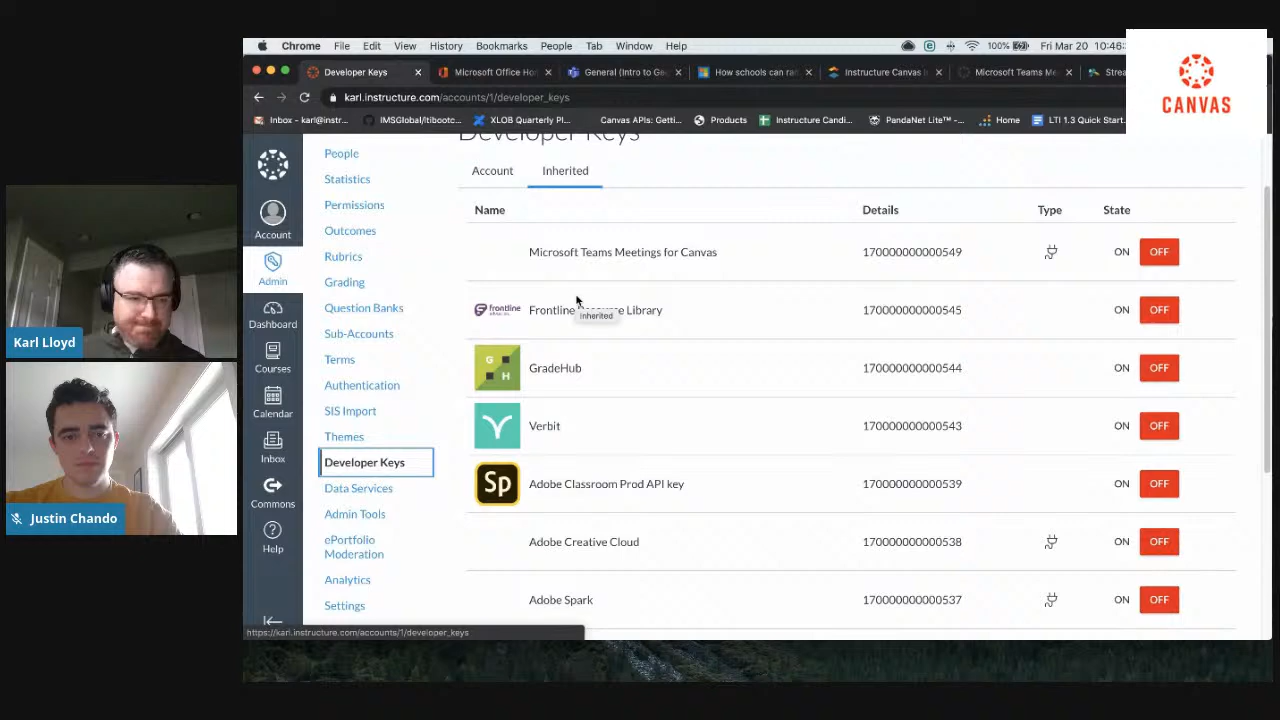 Chrome File Edit View History Bookmarks People Tab Window Help 100% Fri Mar 20 10:46:
Developer Keys Microsoft Office Ho General (Intro to Ge How schools can ra Instructure Canvas Microsoft Teams Me Strea
karl.instructure.com/accounts/1/developer_keys
Inbox - karl@instr... IMSGlobal/ltibootc... XLOB Quarterly Pl... Canvas APIs: Getti... Products Instructure Candi... PandaNet Lite™ -... Home LTI 1.3 Quick Start...
CANVAS
Developer Keys
Account
Admin
Dashboard
Courses
Calendar
Inbox
Commons
Help
People
Statistics
Permissions
Outcomes
Rubrics
Grading
Question Banks
Sub-Accounts
Terms
Authentication
SIS Import
Themes
Developer Keys
Data Services
Admin Tools
ePortfolio
Moderation
Analytics
Settings
Account Inherited
Name Details Type State
Microsoft Teams Meetings for Canvas 170000000000549 ON OFF
frontline Frontline Library 170000000000545 ON OFF
Inherited
G H GradeHub 170000000000544 ON OFF
Verbit 170000000000543 ON OFF
Sp Adobe Classroom Prod API key 170000000000539 ON OFF
Adobe Creative Cloud 170000000000538 ON OFF
Adobe Spark 170000000000537 ON OFF
https://karl.instructure.com/accounts/1/developer_keys
Karl Lloyd
Justin Chando